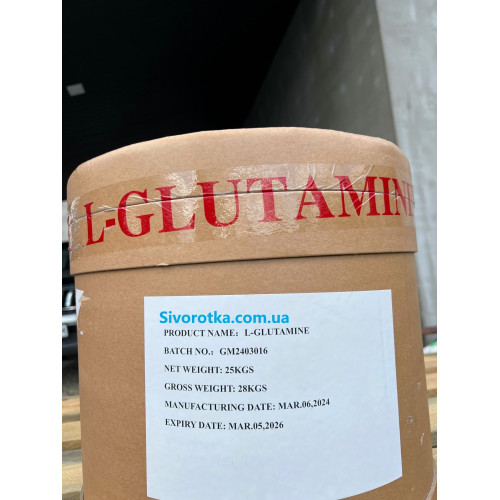 L-GLUTAMINE
Sivorotka.com.ua
PRODUCT NAME: L-GLUTAMINE
BATCH NO.: GM2403016
NET WEIGHT: 25KGS
GROSS WEIGHT: 28KGS
MANUFACTURING DATE: MAR.06,2024
EXPIRY DATE: MAR.05,2026